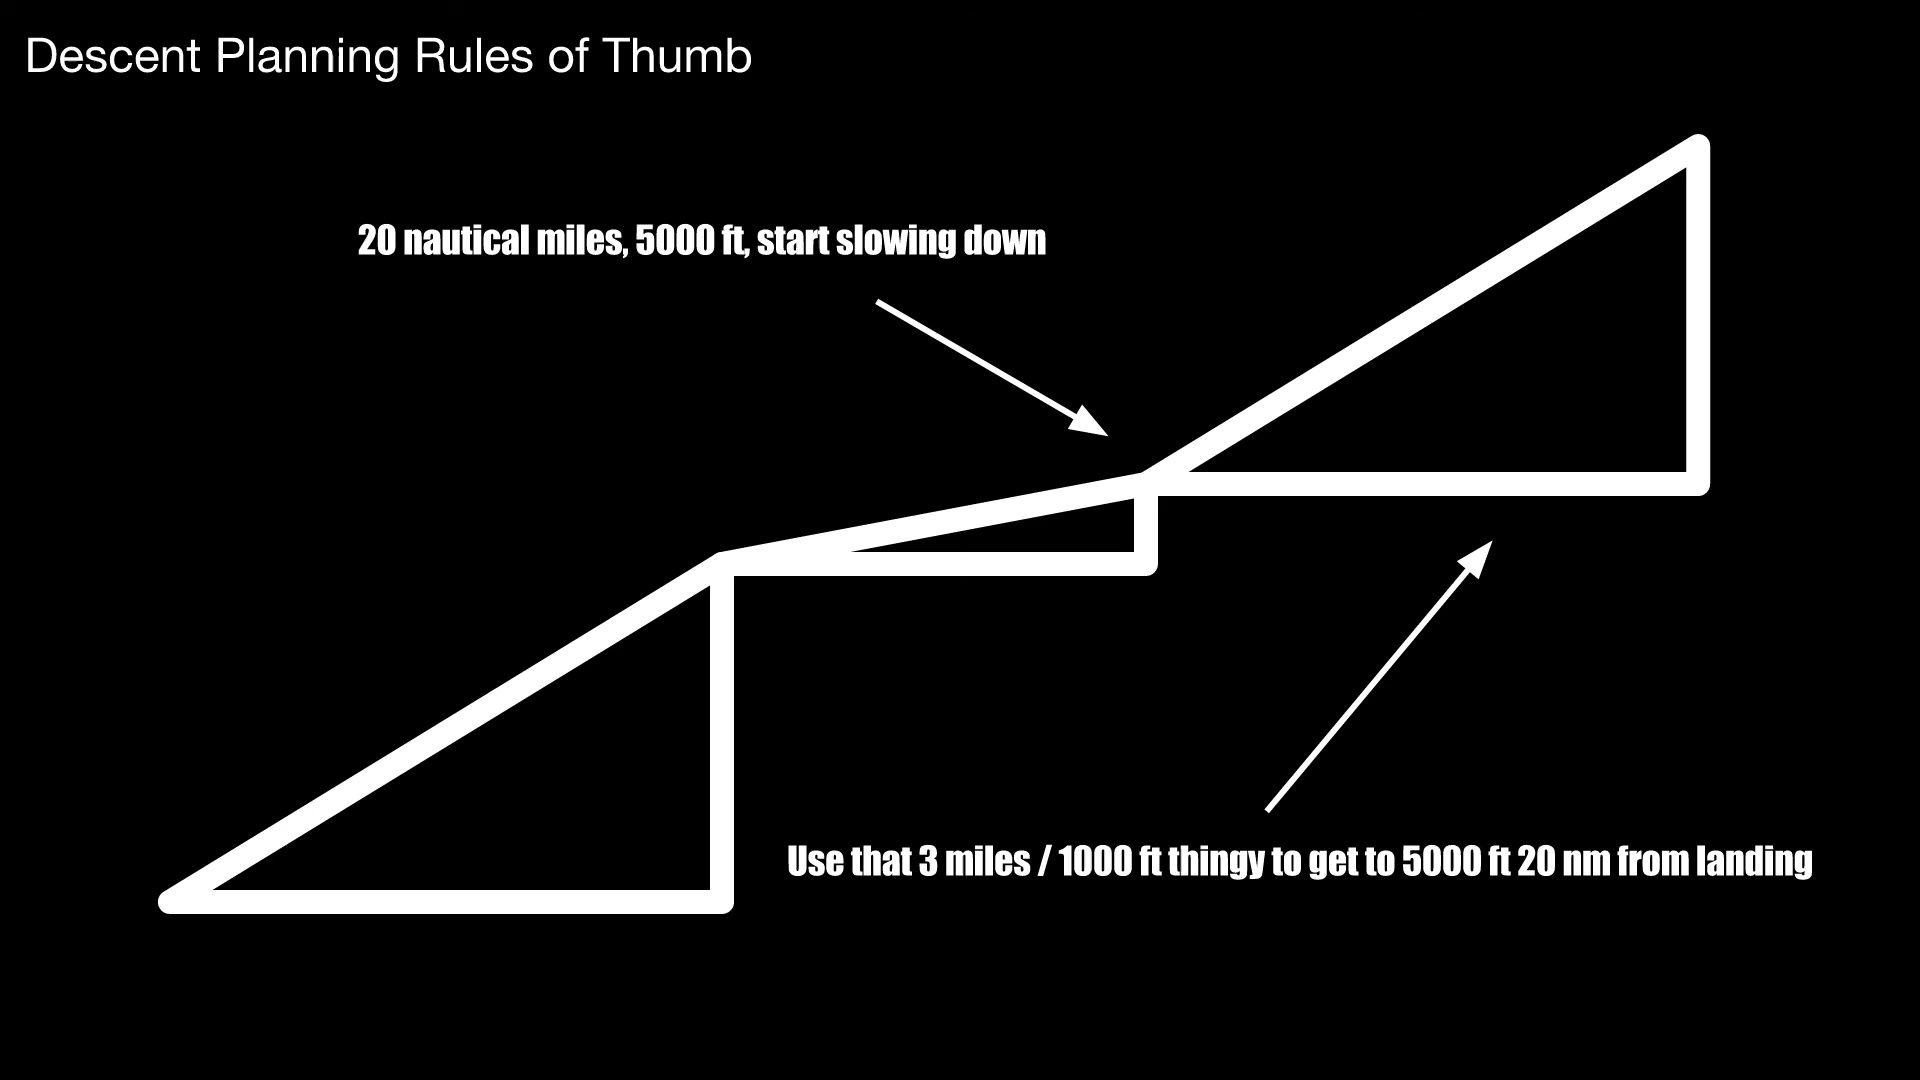 Descent Planning Rules of Thumb
20 nautical miles, 5000 ft, start slowing down
Use that 3 miles / 1000 ft thingy to get to 5000 ft 20 nm from landing